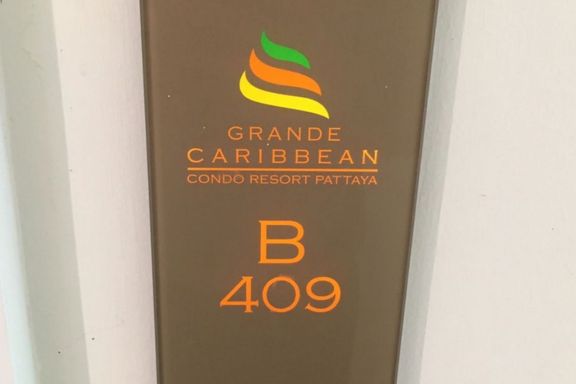 GRANDE
CARIBBEAN
CONDO RESORT PATTAYA
B
409